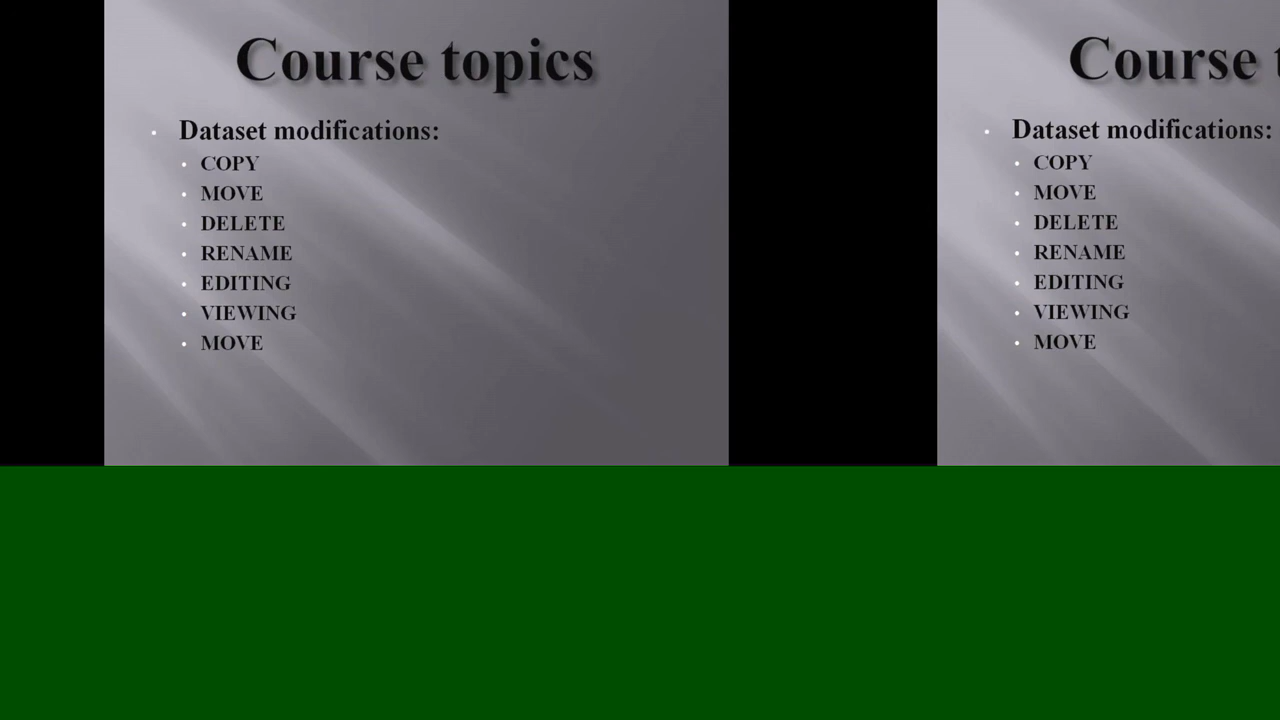 Course topics
Dataset modifications:
COPY
MOVE
DELETE
RENAME
EDITING
VIEWING
MOVE
Course
Dataset modifications:
COPY
MOVE
DELETE
RENAME
EDITING
VIEWING
MOVE